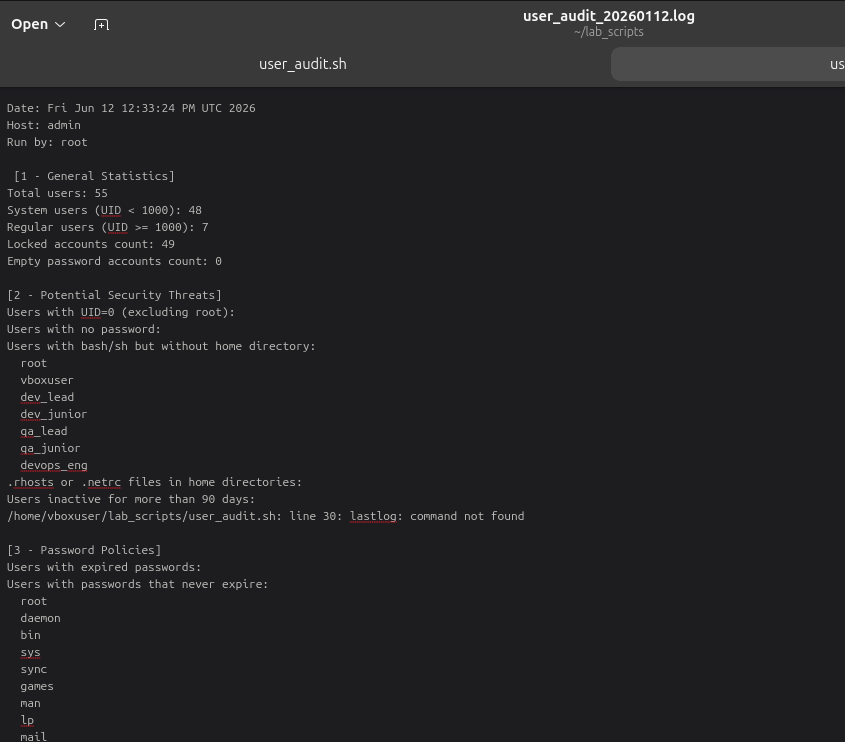 Open
user_audit_20260112.log
~/lab_scripts
user_audit.sh
us
Date: Fri Jun 12 12:33:24 PM UTC 2026
Host: admin
Run by: root
[1 - General Statistics]
Total users: 55
System users (UID < 1000): 48
Regular users (UID >= 1000): 7
Locked accounts count: 49
Empty password accounts count: 0
[2 - Potential Security Threats]
Users with UID=0 (excluding root):
Users with no password:
Users with bash/sh but without home directory:
root
vboxuser
dev_lead
dev_junior
qa_lead
qa_junior
devops_eng
.rhosts or .netrc files in home directories:
Users inactive for more than 90 days:
/home/vboxuser/lab_scripts/user_audit.sh: line 30: lastlog: command not found
[3 - Password Policies]
Users with expired passwords:
Users with passwords that never expire:
root
daemon
bin
sys
sync
games
man
lp
mail